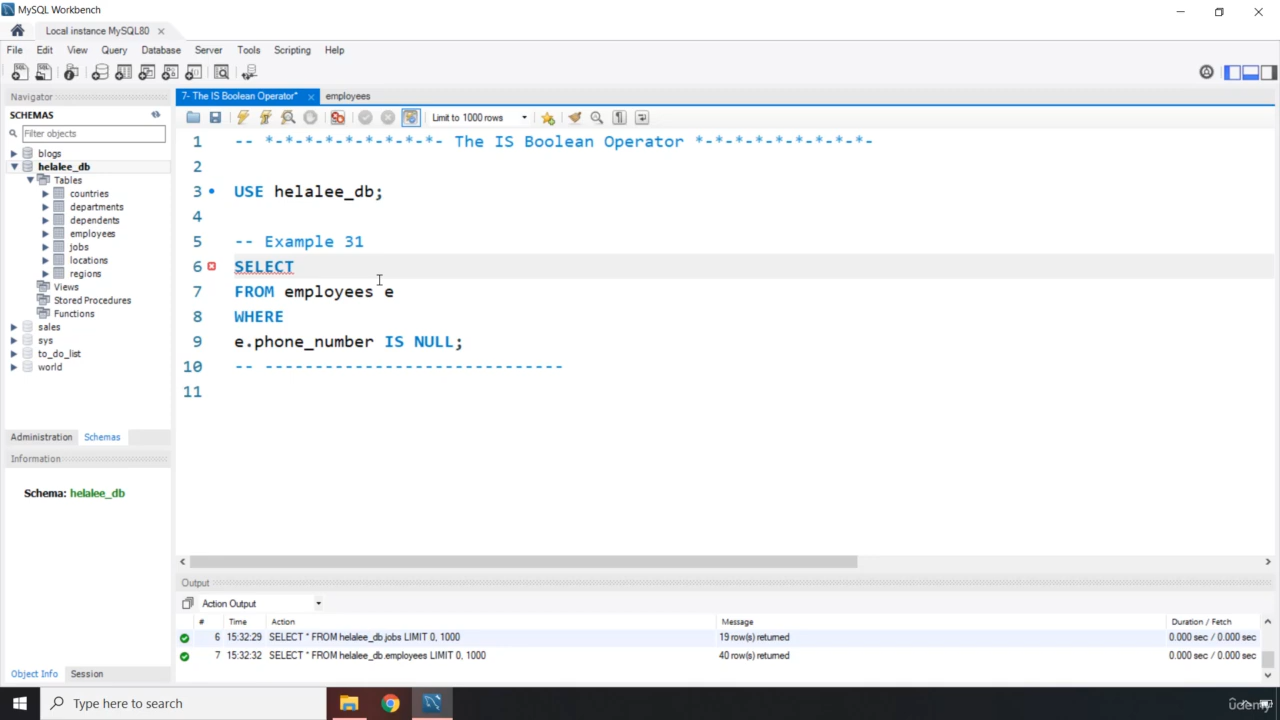 MySQL Workbench
Local instance MySQL80
File Edit View Query Database Server Tools Scripting Help
Navigator
7- The IS Boolean Operator* employees
SCHEMAS
Filter objects
Limit to 1000 rows
blogs
helalee_db
Tables
countries
departments
dependents
employees
jobs
locations
regions
Views
Stored Procedures
Functions
sales
sys
to_do_list
world
1 -- *-*-*-*-*-*-*-*-*- The IS Boolean Operator *-*-*-*-*-*-*-*-*-
2
3 USE helalee_db;
4
5 -- Example 31
6 SELECT
7 FROM employees e
8 WHERE
9 e.phone_number IS NULL;
10 -- ------------------------------
11
Administration Schemas
Information
Schema: helalee_db
Output
Action Output
# Time Action Message Duration / Fetch
6 15:32:29 SELECT * FROM helalee_db.jobs LIMIT 0, 1000 19 row(s) returned 0.000 sec / 0.000 sec
7 15:32:32 SELECT * FROM helalee_db.employees LIMIT 0, 1000 40 row(s) returned 0.000 sec / 0.000 sec
Object Info Session
Type here to search
udemy